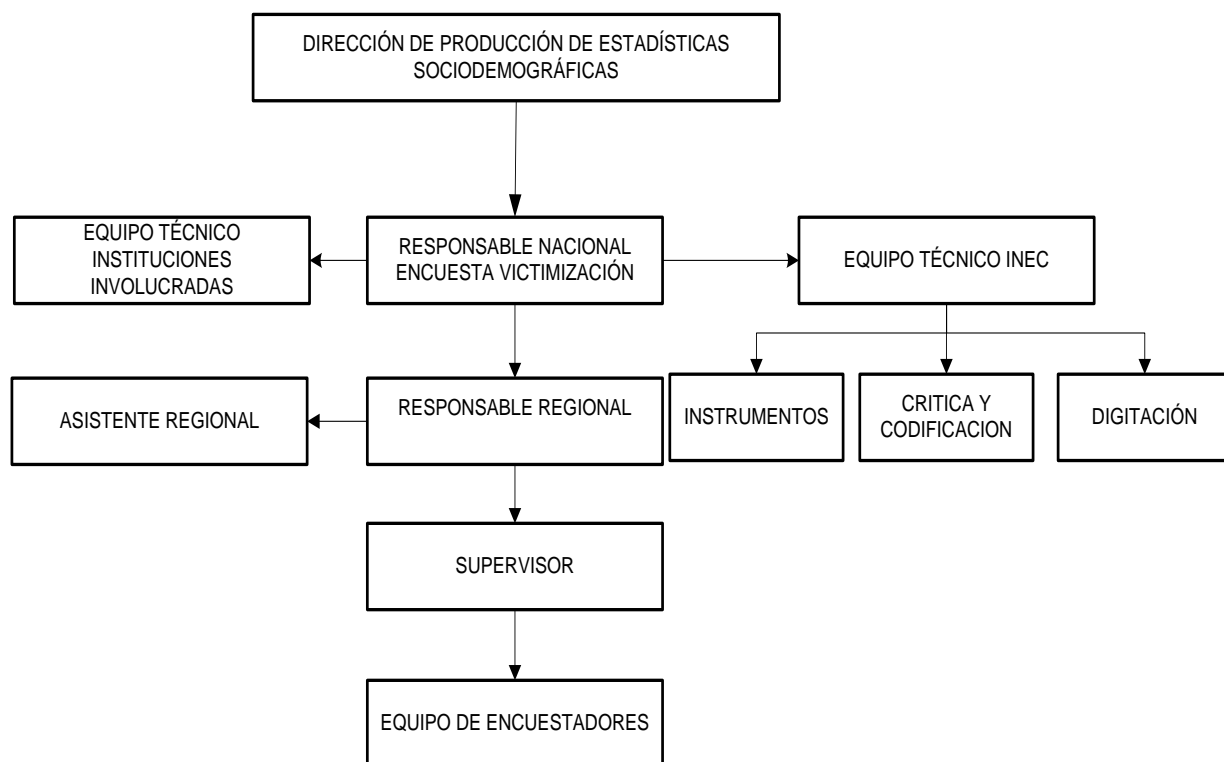 DIRECCIÓN DE PRODUCCIÓN DE ESTADÍSTICAS
SOCIODEMOGRÁFICAS
EQUIPO TÉCNICO
INSTITUCIONES
INVOLUCRADAS
RESPONSABLE NACIONAL
ENCUESTA VICTIMIZACIÓN
EQUIPO TÉCNICO INEC
ASISTENTE REGIONAL
RESPONSABLE REGIONAL
INSTRUMENTOS
CRITICA Y
CODIFICACION
DIGITACIÓN
SUPERVISOR
EQUIPO DE ENCUESTADORES